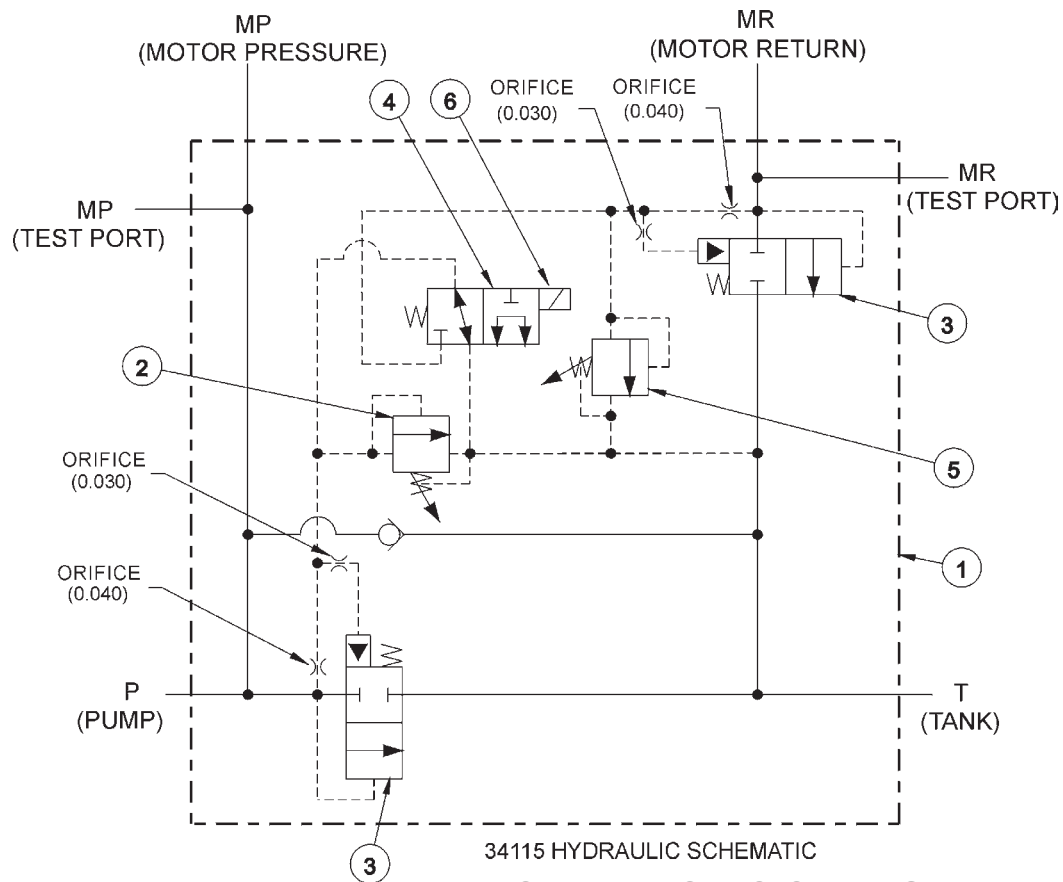 MP
(MOTOR PRESSURE)
MR
(MOTOR RETURN)
4
6
ORIFICE
(0.030)
ORIFICE
(0.040)
MP
(TEST PORT)
MR
(TEST PORT)
3
2
5
ORIFICE
(0.030)
1
ORIFICE
(0.040)
P
(PUMP)
T
(TANK)
3
34115 HYDRAULIC SCHEMATIC